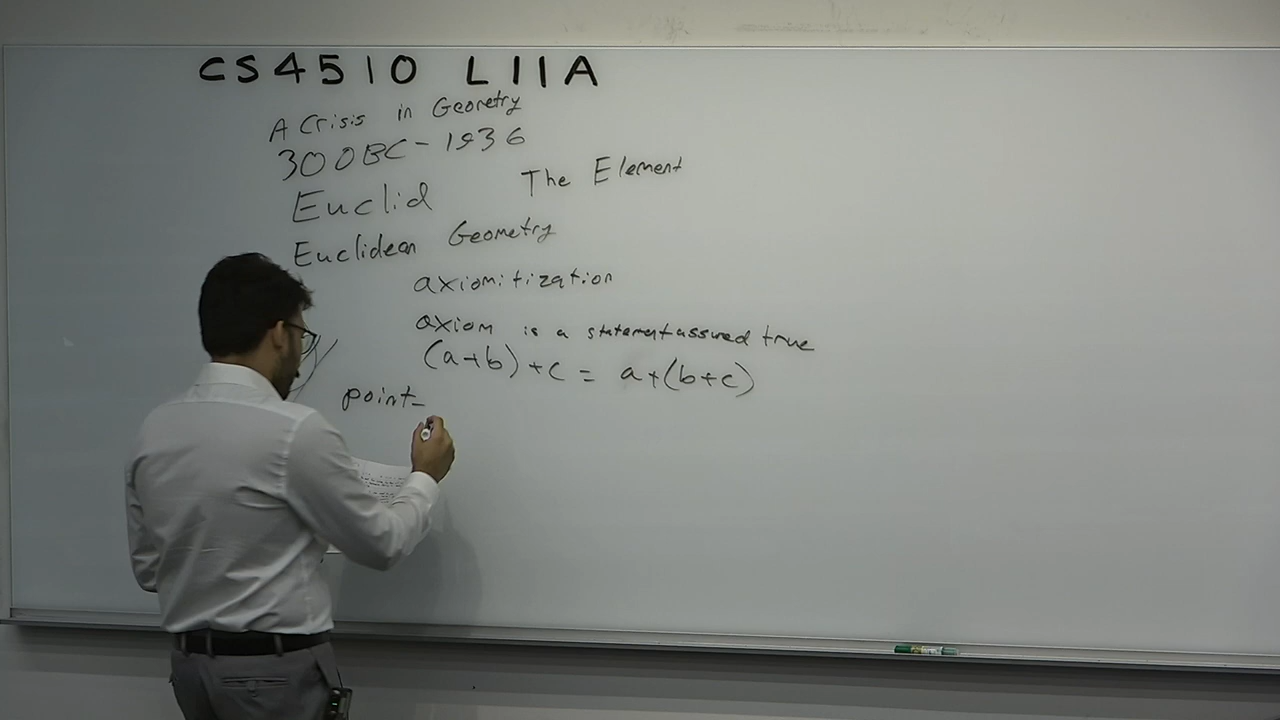 CS4510 L11A
A Crisis in Geometry
300BC - 1936
Euclid The Element
Euclidean Geometry
axiomitization
axiom is a statement assumed true
(a+b)+c = a+(b+c)
point-